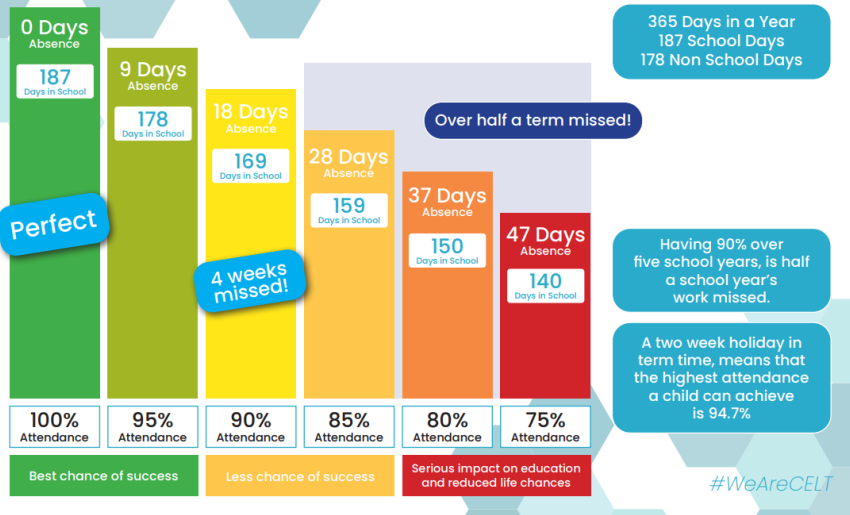 0 Days
Absence
187
Days in School
Perfect
100%
Attendance
9 Days
Absence
178
Days in School
95%
Attendance
18 Days
Absence
169
Days in School
4 weeks
missed!
90%
Attendance
28 Days
Absence
159
Days in School
85%
Attendance
Over half a term missed!
37 Days
Absence
150
Days in School
80%
Attendance
47 Days
Absence
140
Days in School
75%
Attendance
Best chance of success
Less chance of success
Serious impact on education
and reduced life chances
365 Days in a Year
187 School Days
178 Non School Days
Having 90% over
five school years, is half
a school year's
work missed.
A two week holiday in
term time, means that
the highest attendance
a child can achieve
is 94.7%
#WeAreCELT